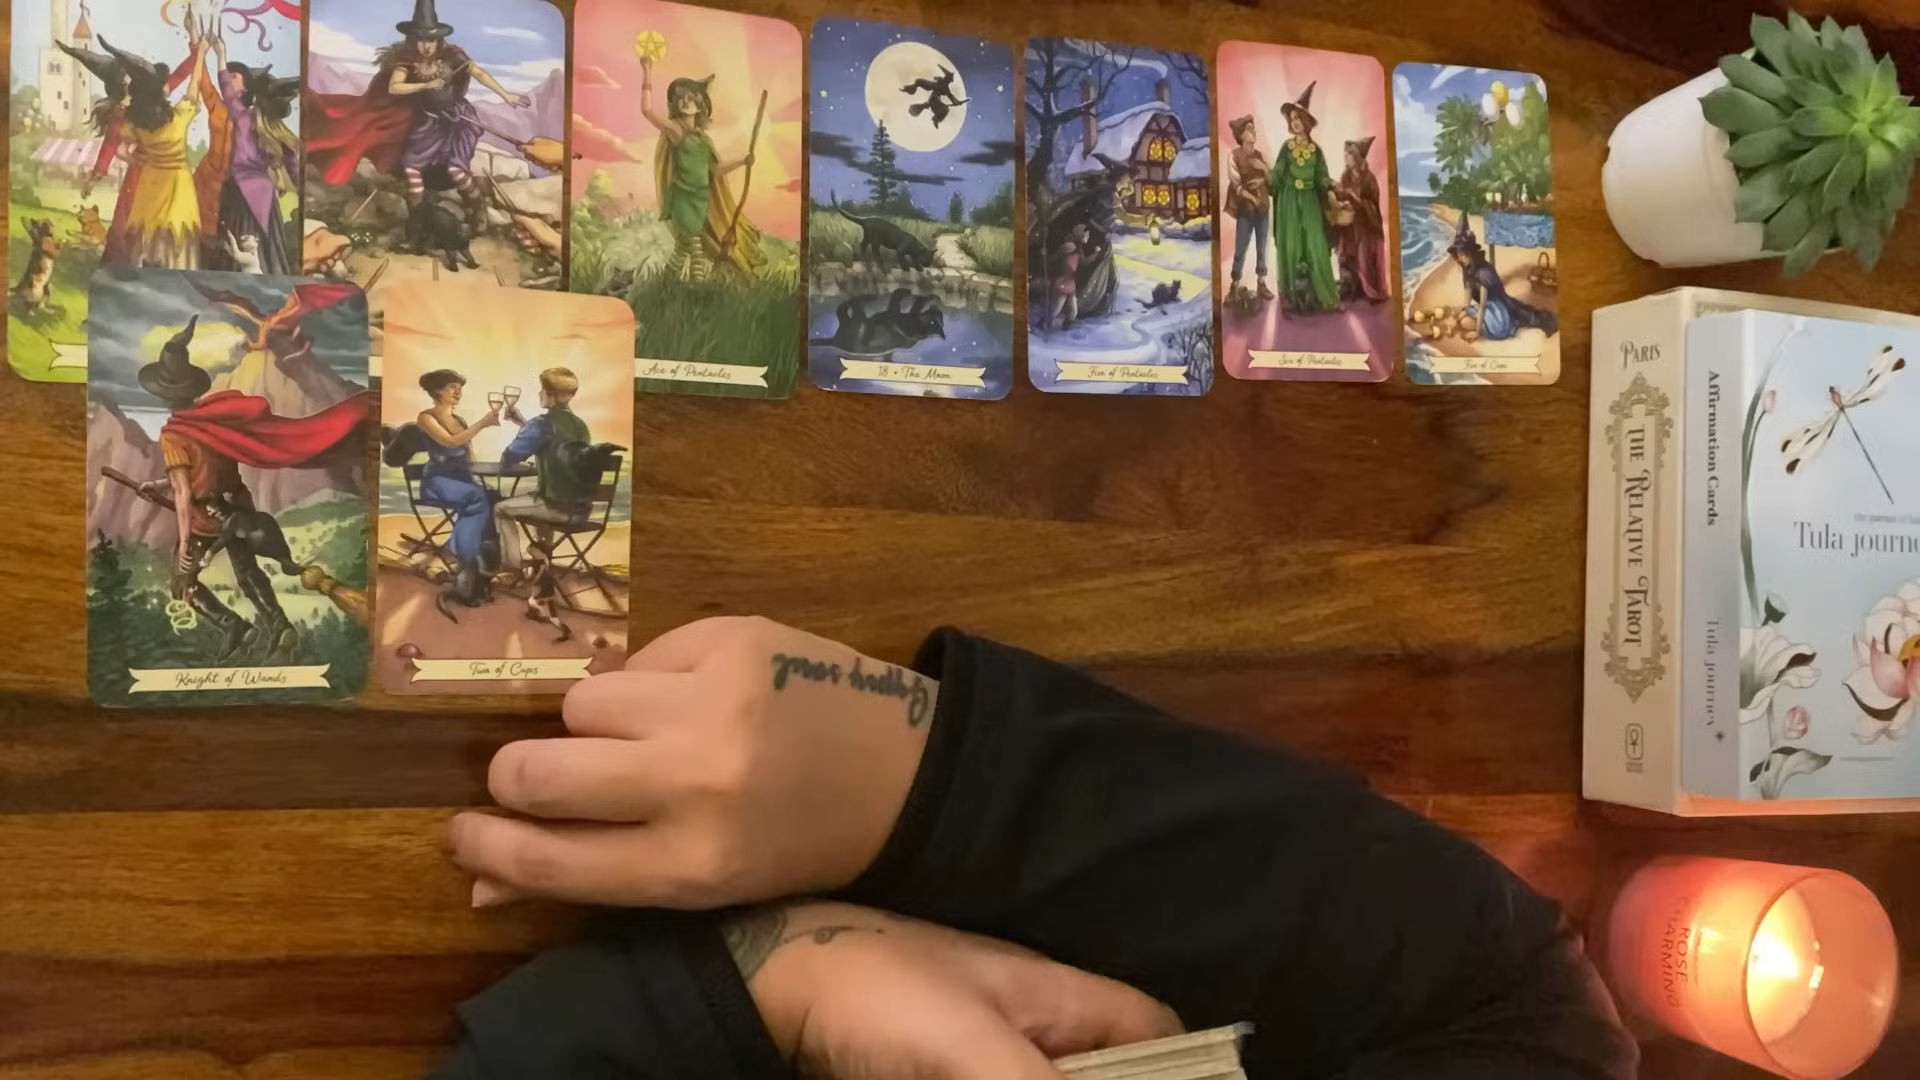 Ace of Pentacles
18 • The Moon
Five of Pentacles
Six of Pentacles
Five of Cups
Knight of Wands
Two of Cups
Gypsy soul
PARIS
THE RELATIVE TAROT
Affirmation Cards
Tula journey
Tula journe
ROSE
CHARMING